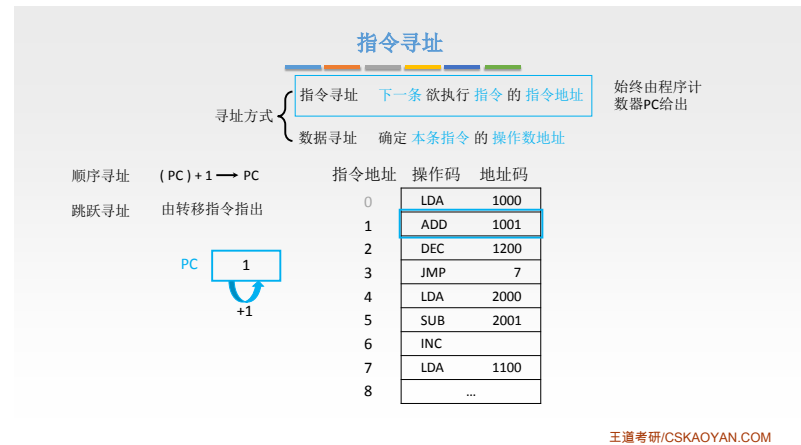 指令寻址
指令寻址 下一条 欲执行 指令 的 指令地址
始终由程序计
数器PC给出
寻址方式
数据寻址 确定 本条指令 的 操作数地址
顺序寻址 ( PC ) + 1 → PC
跳跃寻址 由转移指令指出
指令地址 操作码 地址码
0 LDA 1000
1 ADD 1001
2 DEC 1200
3 JMP 7
4 LDA 2000
5 SUB 2001
6 INC
7 LDA 1100
8 …
PC 1
+1
王道考研/CSKAOYAN.COM